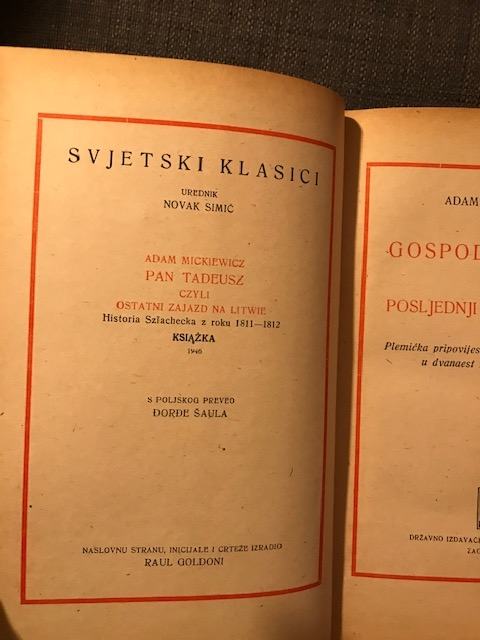 SVJETSKI KLASICI
UREDNIK
NOVAK SIMIĆ
ADAM MICKIEWICZ
PAN TADEUSZ
CZYLI
OSTATNI ZAJAZD NA LITWIE
Historia Szlachecka z roku 1811—1812
KSIĄŻKA
1946
S POLJSKOG PREVEO
ĐORĐE ŠAULA
NASLOVNU STRANU, INICIJALE I CRTEŽE IZRADIO
RAUL GOLDONI
ADAM
GOSPOD
POSLJEDNJI
Plemićka pripovijes
u dvanaest
DRŽAVNO IZDAVAČ
ZAG